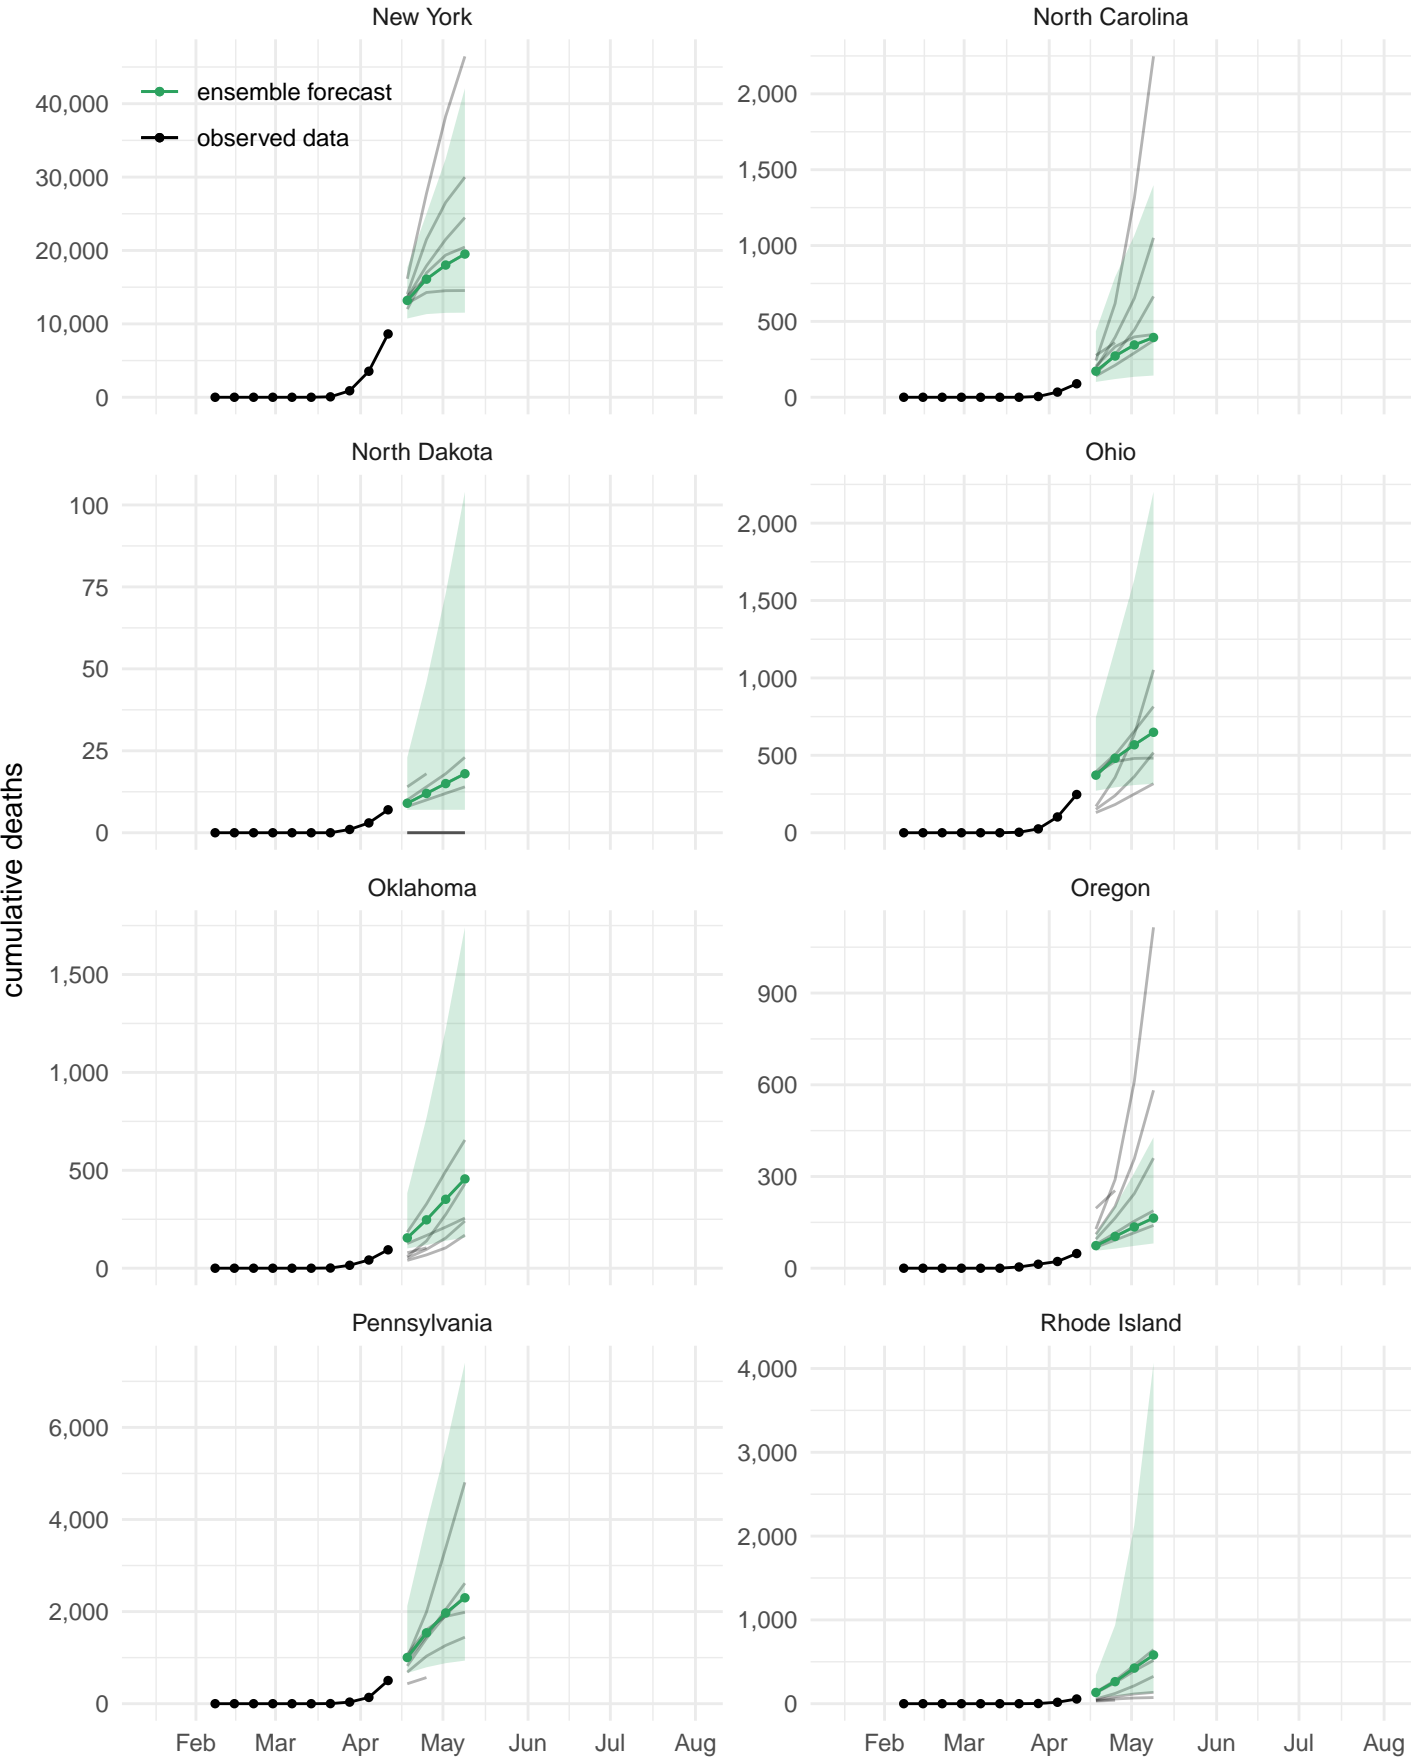 New York
North Carolina
ensemble forecast
observed data
40,000
30,000
20,000
10,000
0
2,000
1,500
1,000
500
0
North Dakota
Ohio
100
75
50
25
0
2,000
1,500
1,000
500
0
cumulative deaths
Oklahoma
Oregon
1,500
1,000
500
0
900
600
300
0
Pennsylvania
Rhode Island
6,000
4,000
2,000
0
4,000
3,000
2,000
1,000
0
Feb Mar Apr May Jun Jul Aug
Feb Mar Apr May Jun Jul Aug